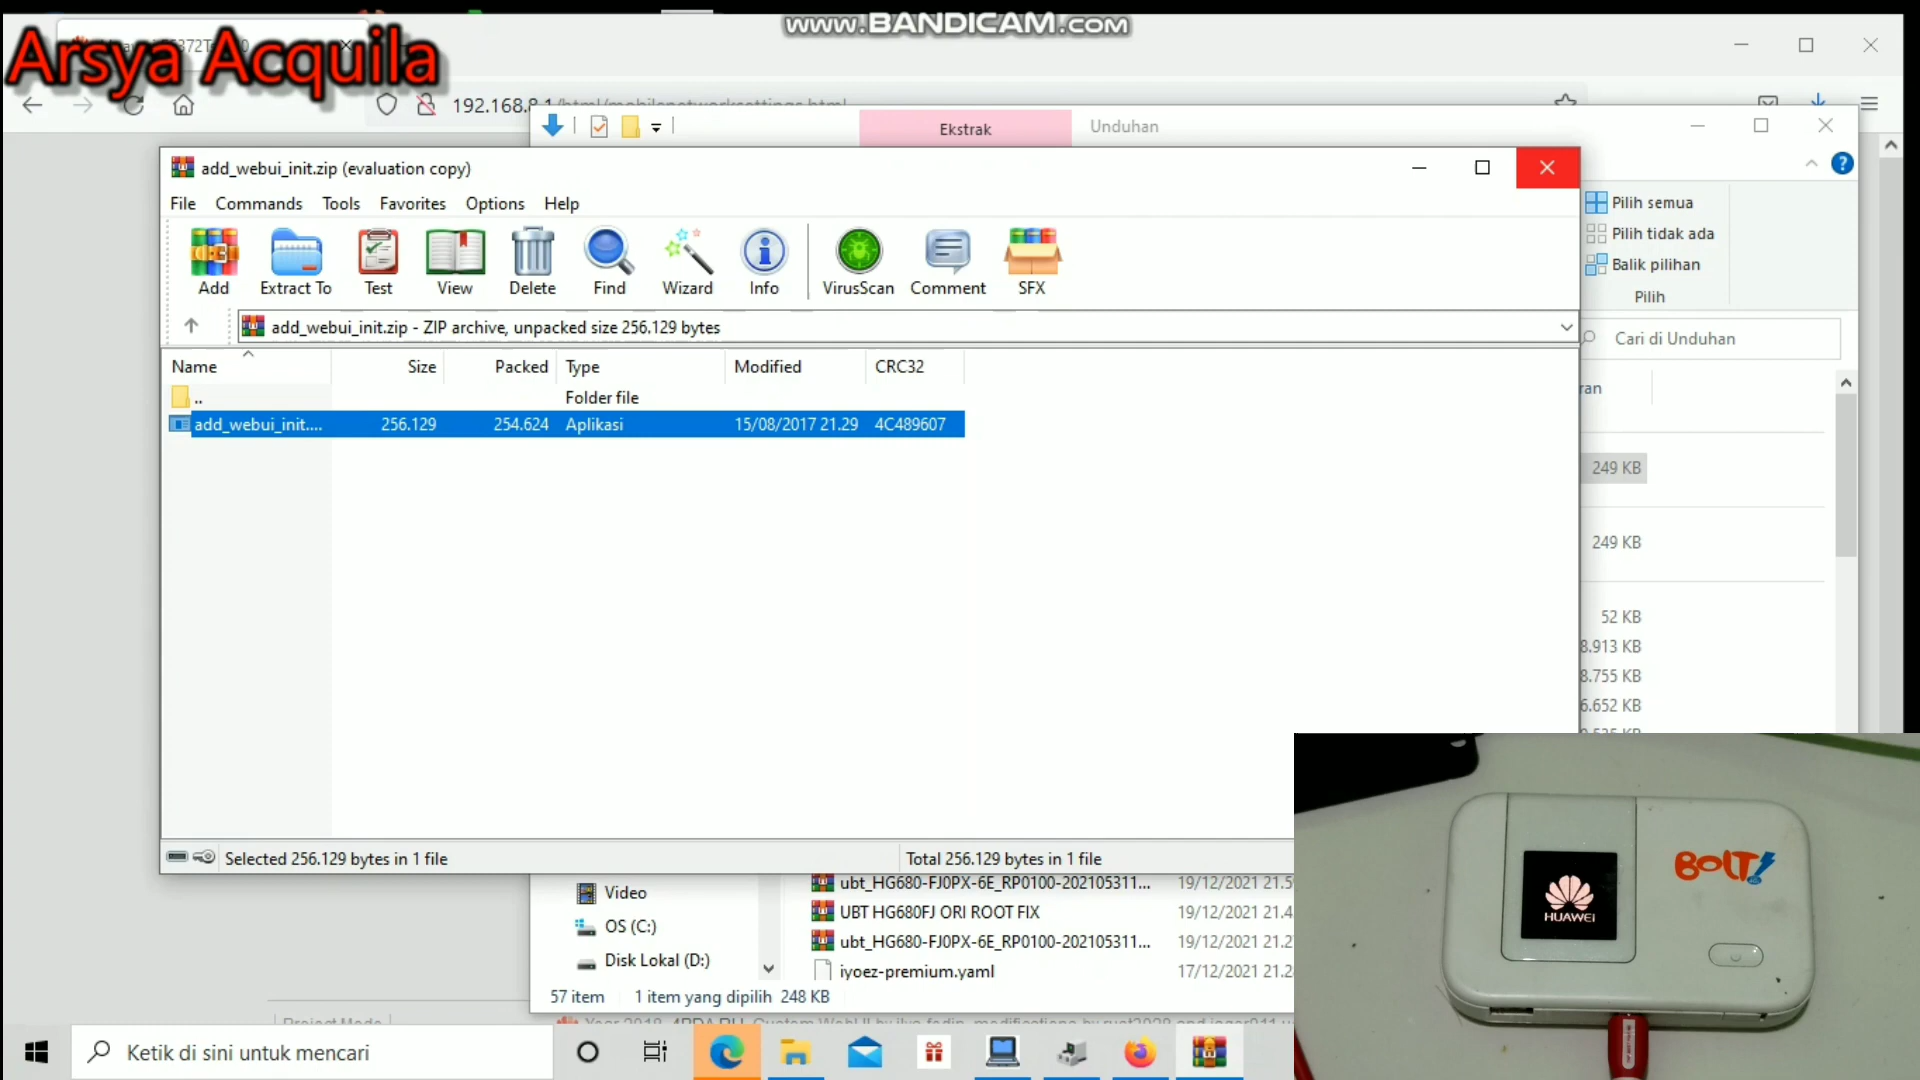 www.BANDICAM.com
Arsya Acquila
192.168.8.1/html/mobilenetworksettings.html
Ekstrak
Unduhan
add_webui_init.zip (evaluation copy)
File Commands Tools Favorites Options Help
Add Extract To Test View Delete Find Wizard Info VirusScan Comment SFX
Pilih semua
Pilih tidak ada
Balik pilihan
Pilih
add_webui_init.zip - ZIP archive, unpacked size 256.129 bytes
Cari di Unduhan
Name Size Packed Type Modified CRC32
.. Folder file
add_webui_init.... 256.129 254.624 Aplikasi 15/08/2017 21.29 4C489607
249 KB
249 KB
52 KB
8.913 KB
8.755 KB
6.652 KB
Selected 256.129 bytes in 1 file Total 256.129 bytes in 1 file
Video
OS (C:)
Disk Lokal (D:)
ubt_HG680-FJ0PX-6E_RP0100-202105311... 19/12/2021 21.5
UBT HG680FJ ORI ROOT FIX 19/12/2021 21.4
ubt_HG680-FJ0PX-6E_RP0100-202105311... 19/12/2021 21.2
iyoez-premium.yaml 17/12/2021 21.2
57 item 1 item yang dipilih 248 KB
Ketik di sini untuk mencari
HUAWEI
BOLT!